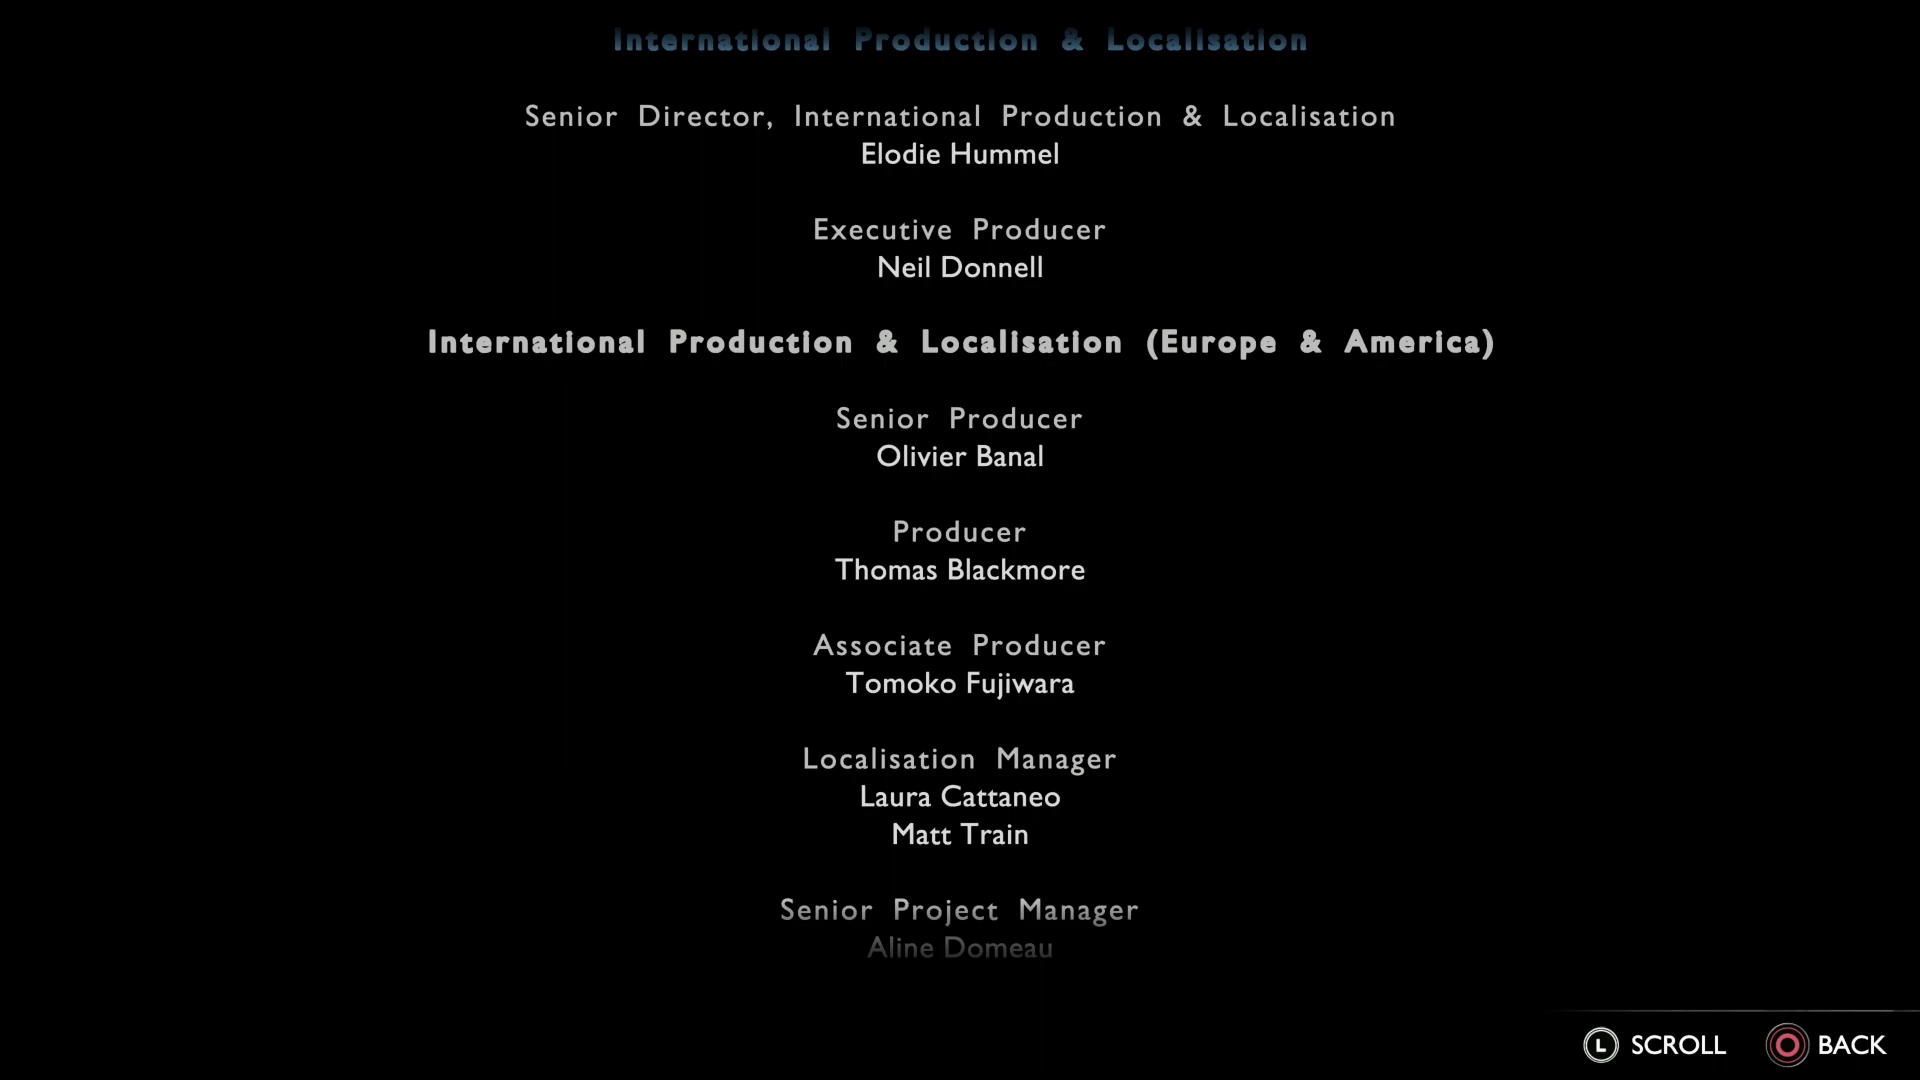 International Production & Localisation
Senior Director, International Production & Localisation
Elodie Hummel
Executive Producer
Neil Donnell
International Production & Localisation (Europe & America)
Senior Producer
Olivier Banal
Producer
Thomas Blackmore
Associate Producer
Tomoko Fujiwara
Localisation Manager
Laura Cattaneo
Matt Train
Senior Project Manager
Aline Domeau
L SCROLL BACK